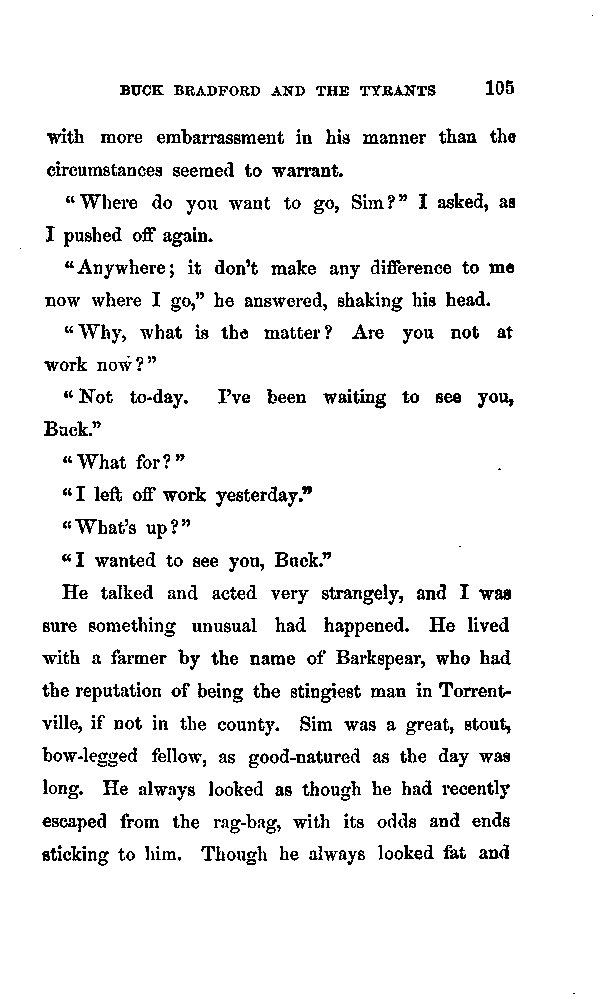 BUCK BRADFORD AND THE TYRANTS 105
with more embarrassment in his manner than the
circumstances seemed to warrant.
“Where do you want to go, Sim?” I asked, as
I pushed off again.
“Anywhere; it don’t make any difference to me
now where I go,” he answered, shaking his head.
“Why, what is the matter? Are you not at
work now?”
“Not to-day. I’ve been waiting to see you,
Buck.”
“What for?”
“I left off work yesterday.”
“What’s up?”
“I wanted to see you, Buck.”
He talked and acted very strangely, and I was
sure something unusual had happened. He lived
with a farmer by the name of Barkspear, who had
the reputation of being the stingiest man in Torrent-
ville, if not in the county. Sim was a great, stout,
bow-legged fellow, as good-natured as the day was
long. He always looked as though he had recently
escaped from the rag-bag, with its odds and ends
sticking to him. Though he always looked fat and